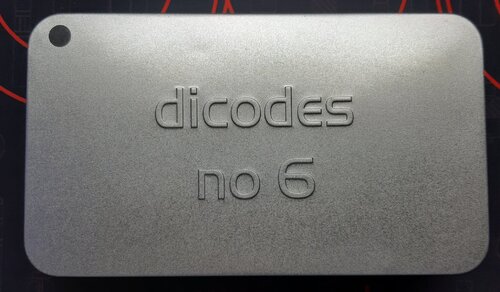 dicodes
no 6